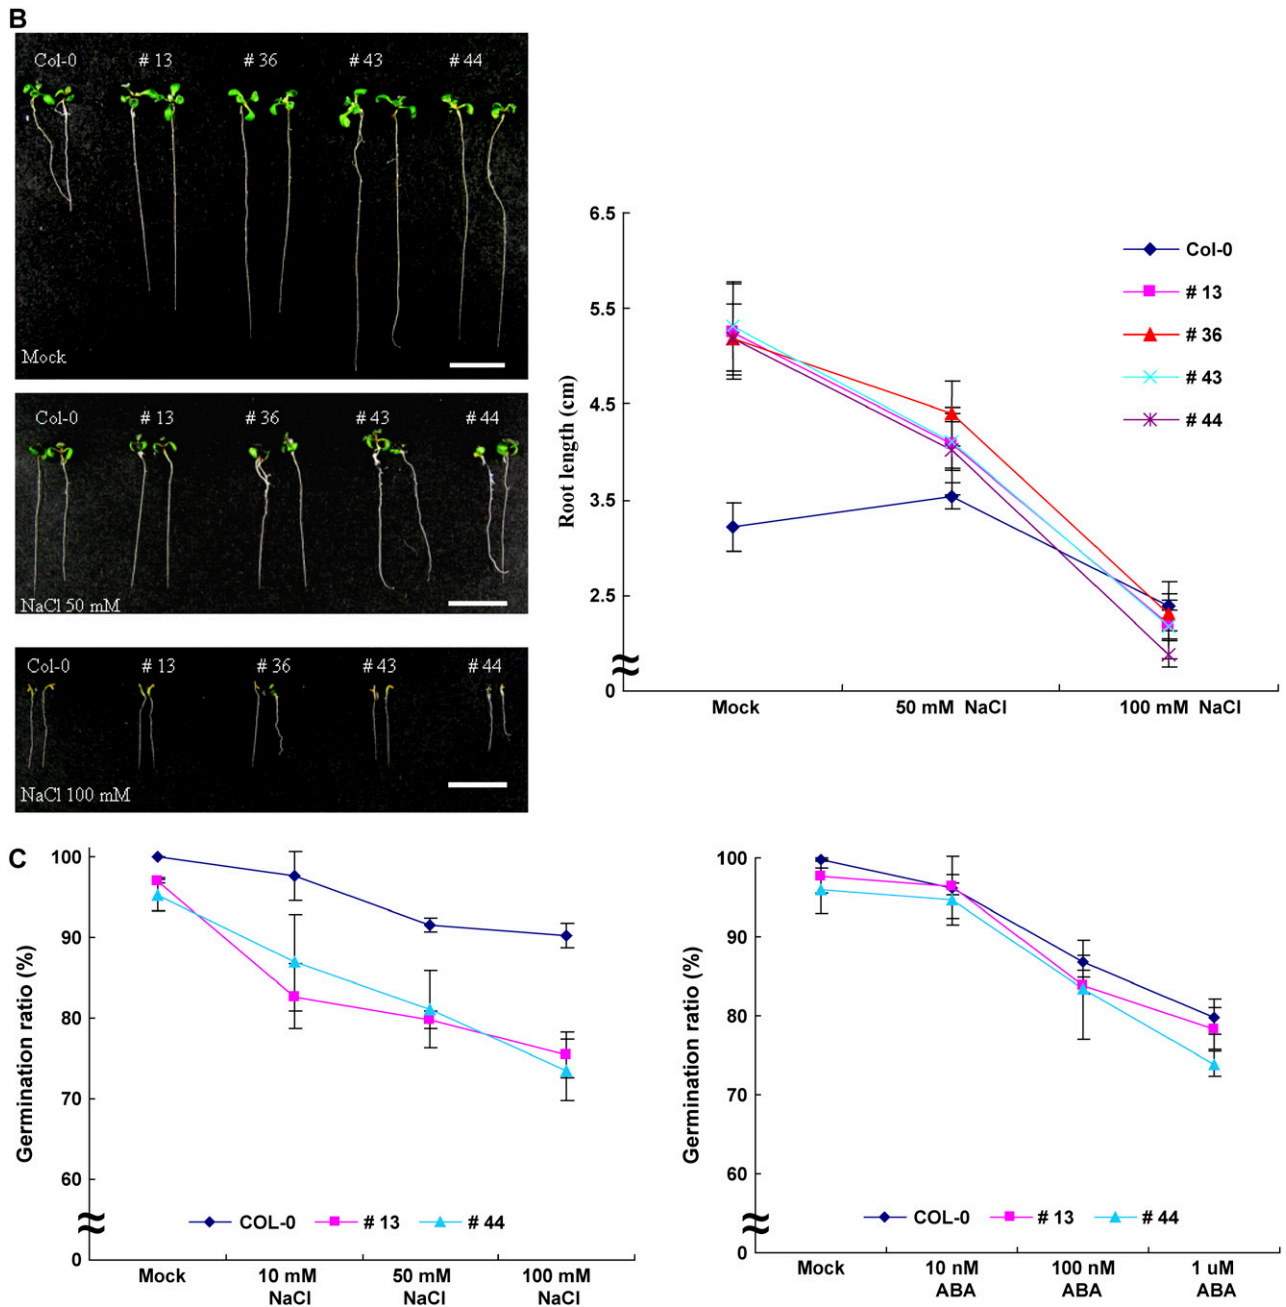 B
Col-0 # 13 # 36 # 43 # 44
Mock
Col-0 # 13 # 36 # 43 # 44
NaCl 50 mM
Col-0 # 13 # 36 # 43 # 44
NaCl 100 mM
6.5
5.5
4.5
3.5
2.5
0
Root length (cm)
Mock 50 mM NaCl 100 mM NaCl
Col-0
# 13
# 36
# 43
# 44
C
100
90
80
70
60
0
Germination ratio (%)
COL-0 # 13 # 44
Mock 10 mM 50 mM 100 mM
NaCl NaCl NaCl
100
90
80
70
60
0
Germination ratio (%)
COL-0 # 13 # 44
Mock 10 nM 100 nM 1 uM
ABA ABA ABA